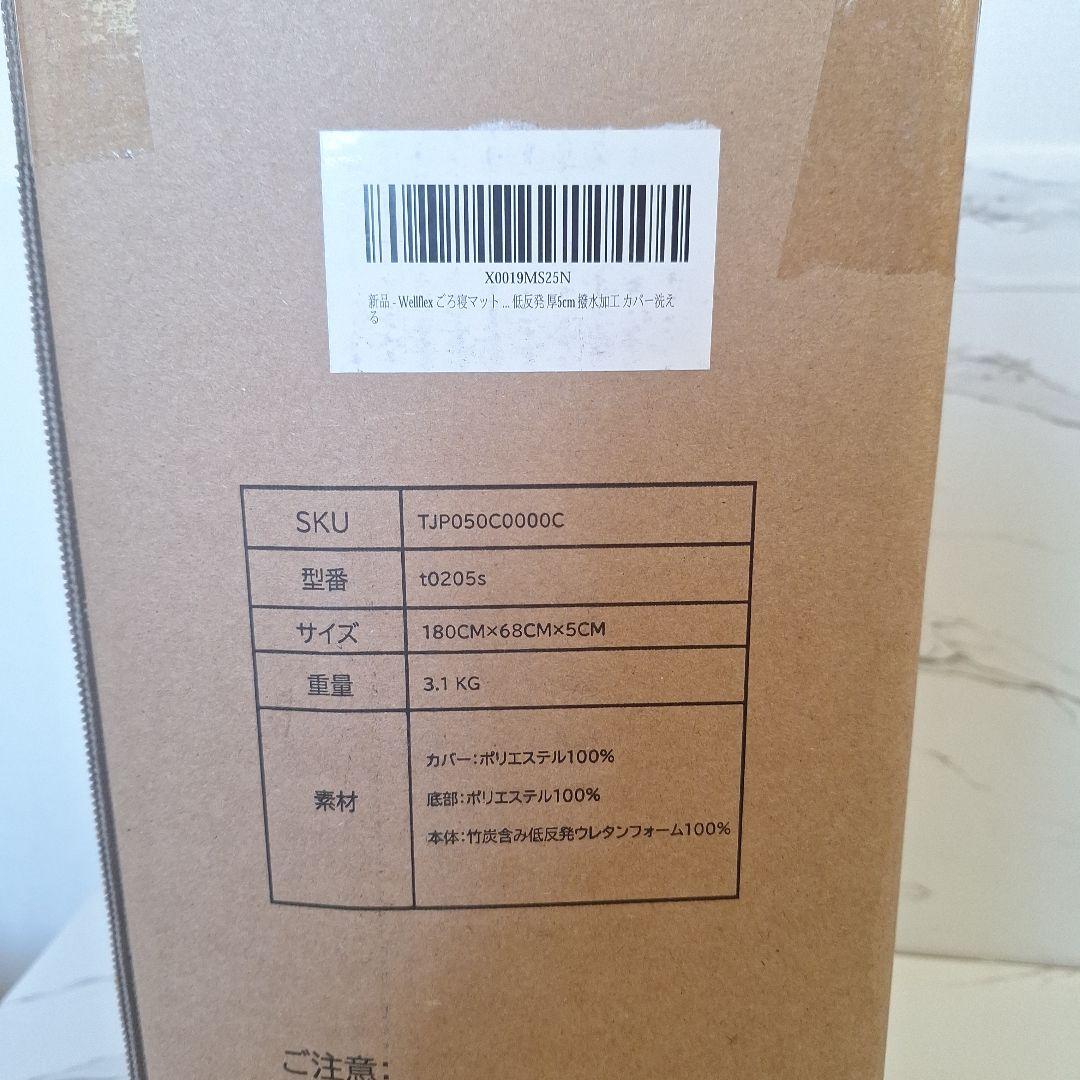 X0019MS25N
新品 - Wellflex ごろ寝マット ... 低反発 厚5cm 撥水加工 カバー洗え
る
SKU TJP050C0000C
型番 t0205s
サイズ 180CM×68CM×5CM
重量 3.1 KG
素材
カバー:ポリエステル100%
底部:ポリエステル100%
本体:竹炭含み低反発ウレタンフォーム100%
ご注意: